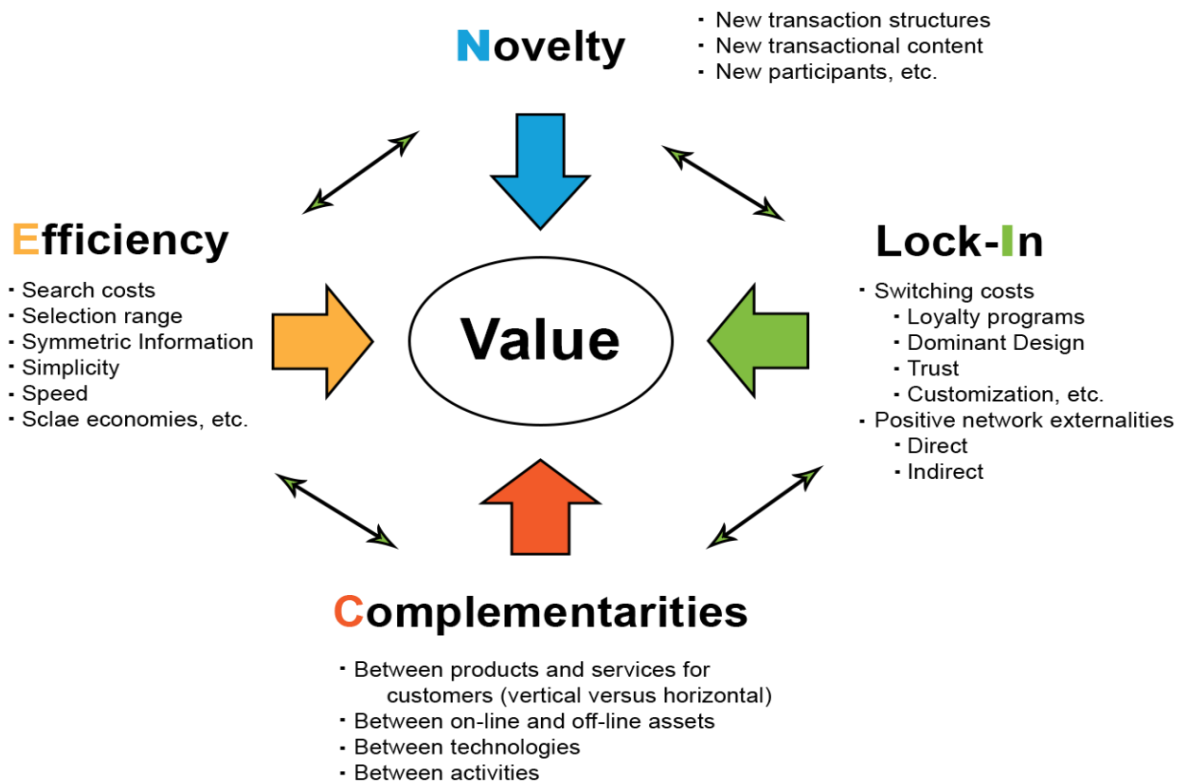 Novelty
· New transaction structures
· New transactional content
· New participants, etc.
Efficiency
· Search costs
· Selection range
· Symmetric Information
· Simplicity
· Speed
· Sclae economies, etc.
Value
Lock-In
· Switching costs
· Loyalty programs
· Dominant Design
· Trust
· Customization, etc.
· Positive network externalities
· Direct
· Indirect
Complementarities
· Between products and services for
customers (vertical versus horizontal)
· Between on-line and off-line assets
· Between technologies
· Between activities